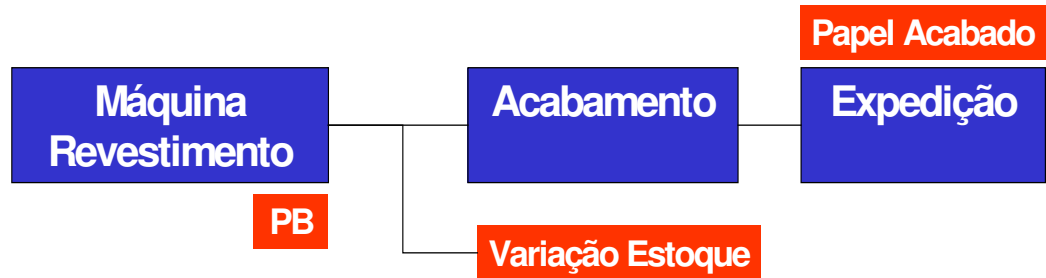 Papel Acabado
Máquina
Revestimento
Acabamento
Expedição
PB
Variação Estoque